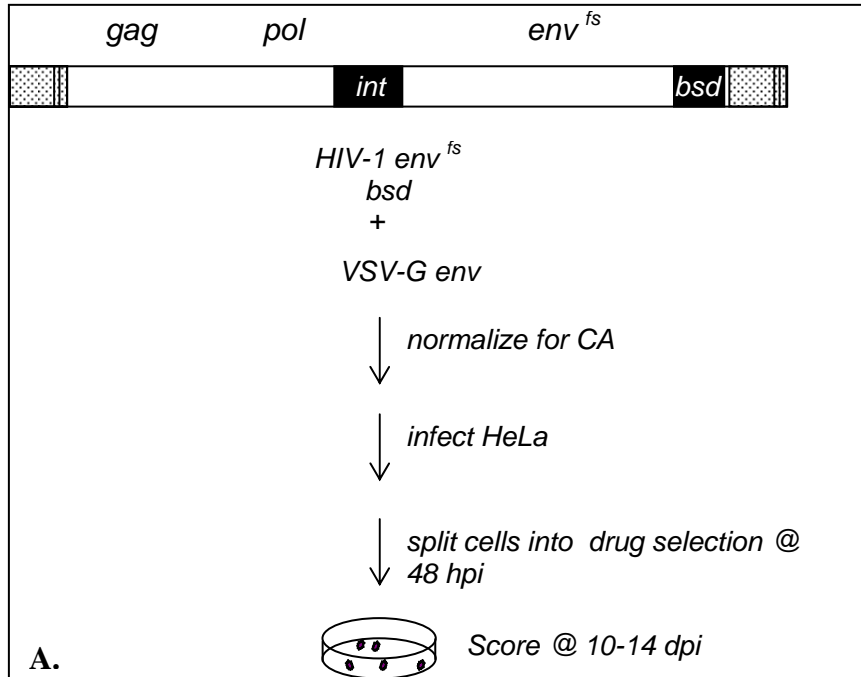 gag pol env fs
int bsd
HIV-1 env fs
bsd
+
VSV-G env
normalize for CA
infect HeLa
split cells into drug selection @
48 hpi
Score @ 10-14 dpi
A.